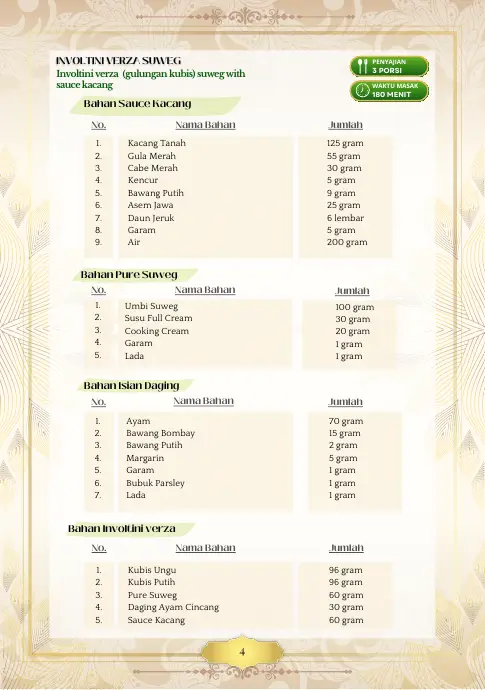 INVOLTINI VERZA SUWEG
Involtini verza (gulungan kubis) suweg with
sauce kacang
PENYAJIAN
3 PORSI
WAKTU MASAK
180 MENIT
Bahan Sauce Kacang
No. Nama Bahan Jumlah
1. Kacang Tanah 125 gram
2. Gula Merah 55 gram
3. Cabe Merah 30 gram
4. Kencur 5 gram
5. Bawang Putih 9 gram
6. Asem Jawa 25 gram
7. Daun Jeruk 6 lembar
8. Garam 5 gram
9. Air 200 gram
Bahan Pure Suweg
No. Nama Bahan Jumlah
1. Umbi Suweg 100 gram
2. Susu Full Cream 30 gram
3. Cooking Cream 20 gram
4. Garam 1 gram
5. Lada 1 gram
Bahan Isian Daging
No. Nama Bahan Jumlah
1. Ayam 70 gram
2. Bawang Bombay 15 gram
3. Bawang Putih 2 gram
4. Margarin 5 gram
5. Garam 1 gram
6. Bubuk Parsley 1 gram
7. Lada 1 gram
Bahan Involtini verza
No. Nama Bahan Jumlah
1. Kubis Ungu 96 gram
2. Kubis Putih 96 gram
3. Pure Suweg 60 gram
4. Daging Ayam Cincang 30 gram
5. Sauce Kacang 60 gram
4